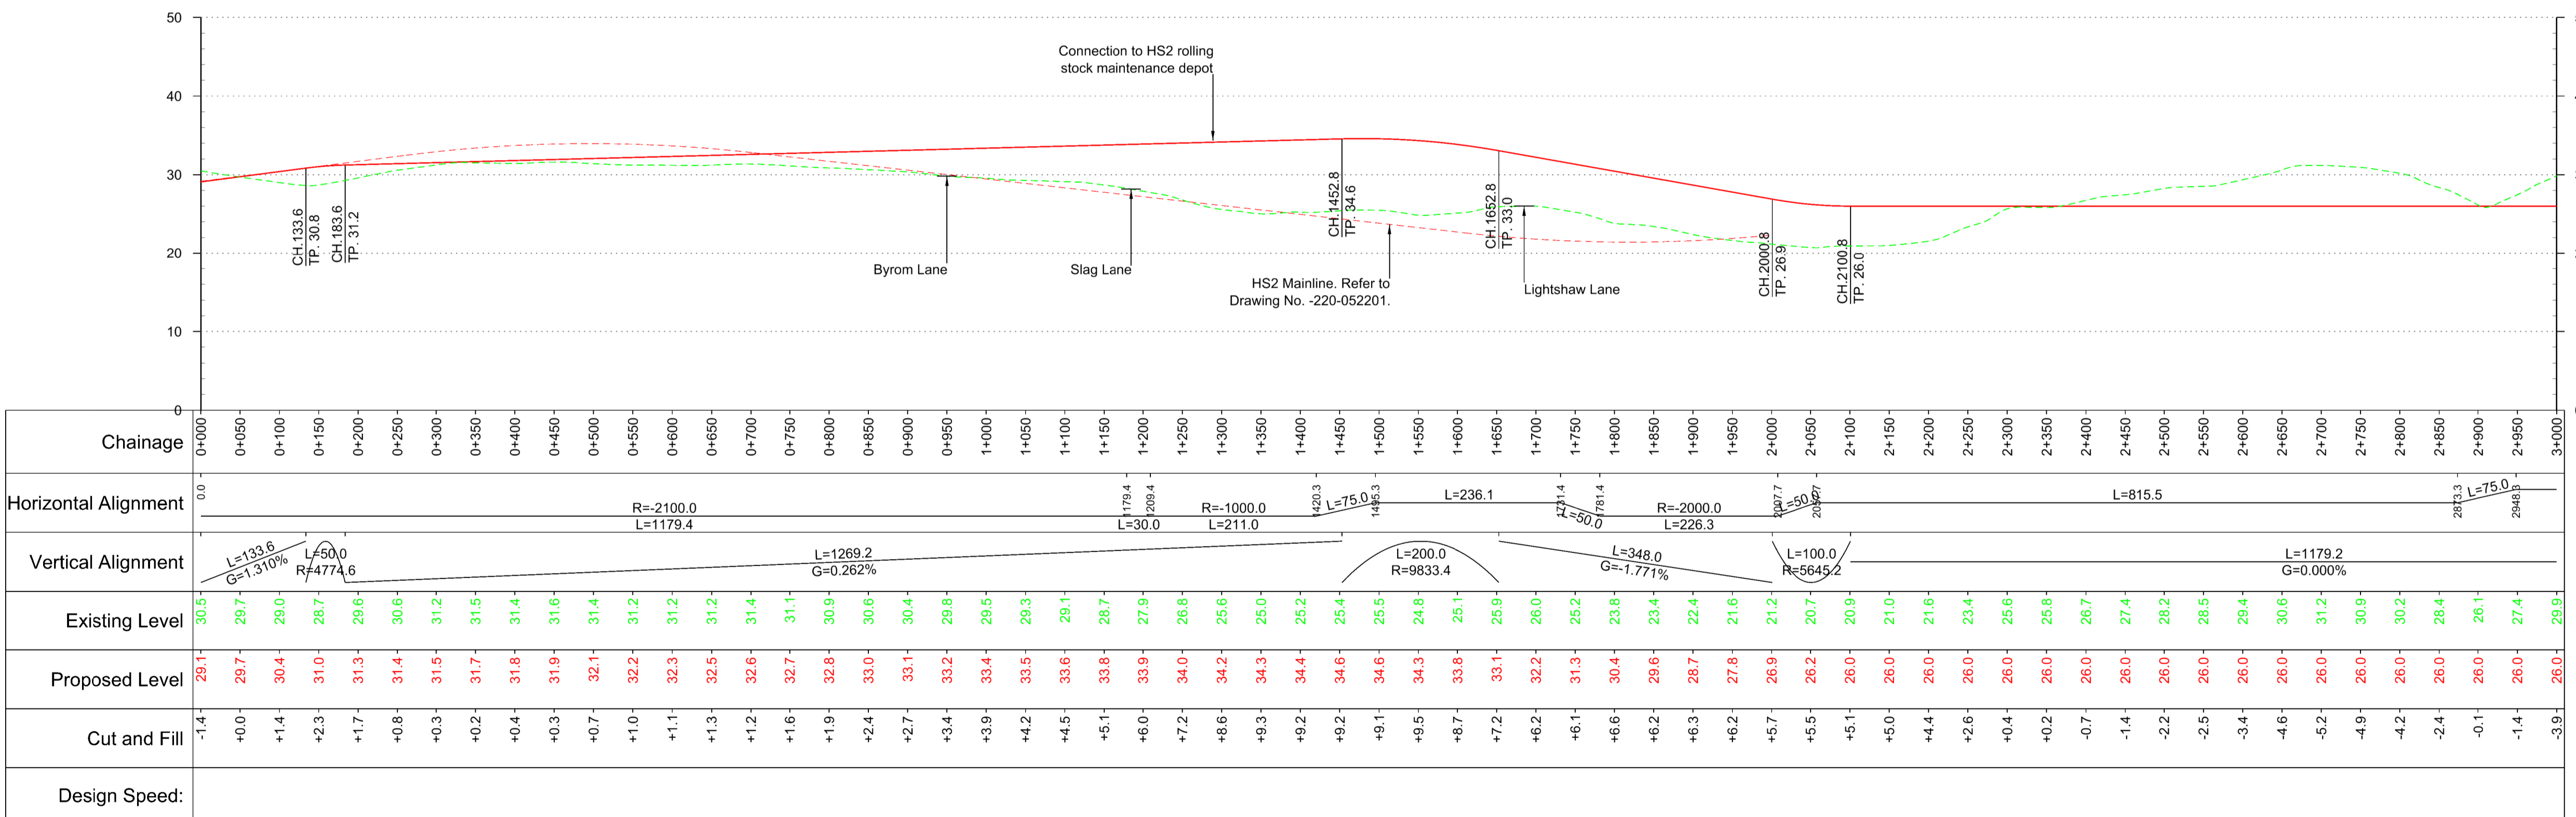 50
40
30
20
10
0
Connection to HS2 rolling
stock maintenance depot
CH.133.6
TP. 30.8
CH.183.6
TP. 31.2
Byrom Lane
Slag Lane
HS2 Mainline. Refer to
Drawing No. -220-052201.
CH.1452.8
TP. 34.6
CH.1652.8
TP. 33.0
Lightshaw Lane
CH.2000.8
TP. 26.9
CH.2100.8
TP. 26.0
Chainage
0+000 0+050 0+100 0+150 0+200 0+250 0+300 0+350 0+400 0+450 0+500 0+550 0+600 0+650 0+700 0+750 0+800 0+850 0+900 0+950 1+000 1+050 1+100 1+150 1+200 1+250 1+300 1+350 1+400 1+450 1+500 1+550 1+600 1+650 1+700 1+750 1+800 1+850 1+900 1+950 2+000 2+050 2+100 2+150 2+200 2+250 2+300 2+350 2+400 2+450 2+500 2+550 2+600 2+650 2+700 2+750 2+800 2+850 2+900 2+950 3+000
Horizontal Alignment
0.0 1179.4 1209.4 1420.3 1495.3 1731.4 1781.4 2007.7 2057.7 2873.3 2948.3
R=-2100.0 R=-1000.0 L=75.0 L=236.1 R=-2000.0 L=50.0 L=815.5 L=75.0
L=1179.4 L=30.0 L=211.0 L=50.0 L=226.3
Vertical Alignment
L=133.6 L=50.0 L=1269.2 L=200.0 L=348.0 L=100.0 L=1179.2
G=1.310% R=4774.6 G=0.262% R=9833.4 G=-1.771% R=5645.2 G=0.000%
Existing Level
30.5 29.7 29.0 28.7 29.6 30.6 31.2 31.5 31.4 31.6 31.4 31.2 31.2 31.2 31.4 31.1 30.9 30.6 30.4 29.8 29.5 29.3 29.1 28.7 27.9 26.8 25.6 25.0 25.2 25.4 25.5 24.8 25.1 25.9 26.0 25.2 23.8 23.4 22.4 21.6 21.2 20.7 20.9 21.0 21.6 23.4 25.6 25.8 26.7 27.4 28.2 28.5 29.4 30.6 31.2 30.9 30.2 28.4 26.1 27.4 29.9
Proposed Level
29.1 29.7 30.4 31.0 31.3 31.4 31.5 31.7 31.8 31.9 32.1 32.2 32.3 32.5 32.6 32.7 32.8 33.0 33.1 33.2 33.4 33.5 33.6 33.8 33.9 34.0 34.2 34.3 34.4 34.6 34.6 34.3 33.8 33.1 32.2 31.3 30.4 29.6 28.7 27.8 26.9 26.2 26.0 26.0 26.0 26.0 26.0 26.0 26.0 26.0 26.0 26.0 26.0 26.0 26.0 26.0 26.0 26.0 26.0 26.0 26.0
Cut and Fill
-1.4 +0.0 +1.4 +2.3 +1.7 +0.8 +0.3 +0.2 +0.4 +0.3 +0.7 +1.0 +1.1 +1.3 +1.2 +1.6 +1.9 +2.4 +2.7 +3.4 +3.9 +4.2 +4.5 +5.1 +6.0 +7.2 +8.6 +9.3 +9.2 +9.2 +9.1 +9.5 +8.7 +7.2 +6.2 +6.1 +6.6 +6.2 +6.3 +6.2 +5.7 +5.5 +5.1 +5.0 +4.4 +2.6 +0.4 +0.2 -0.7 -1.4 -2.2 -2.5 -3.4 -4.6 -5.2 -4.9 -4.2 -2.4 -0.1 -1.4 -3.9
Design Speed: